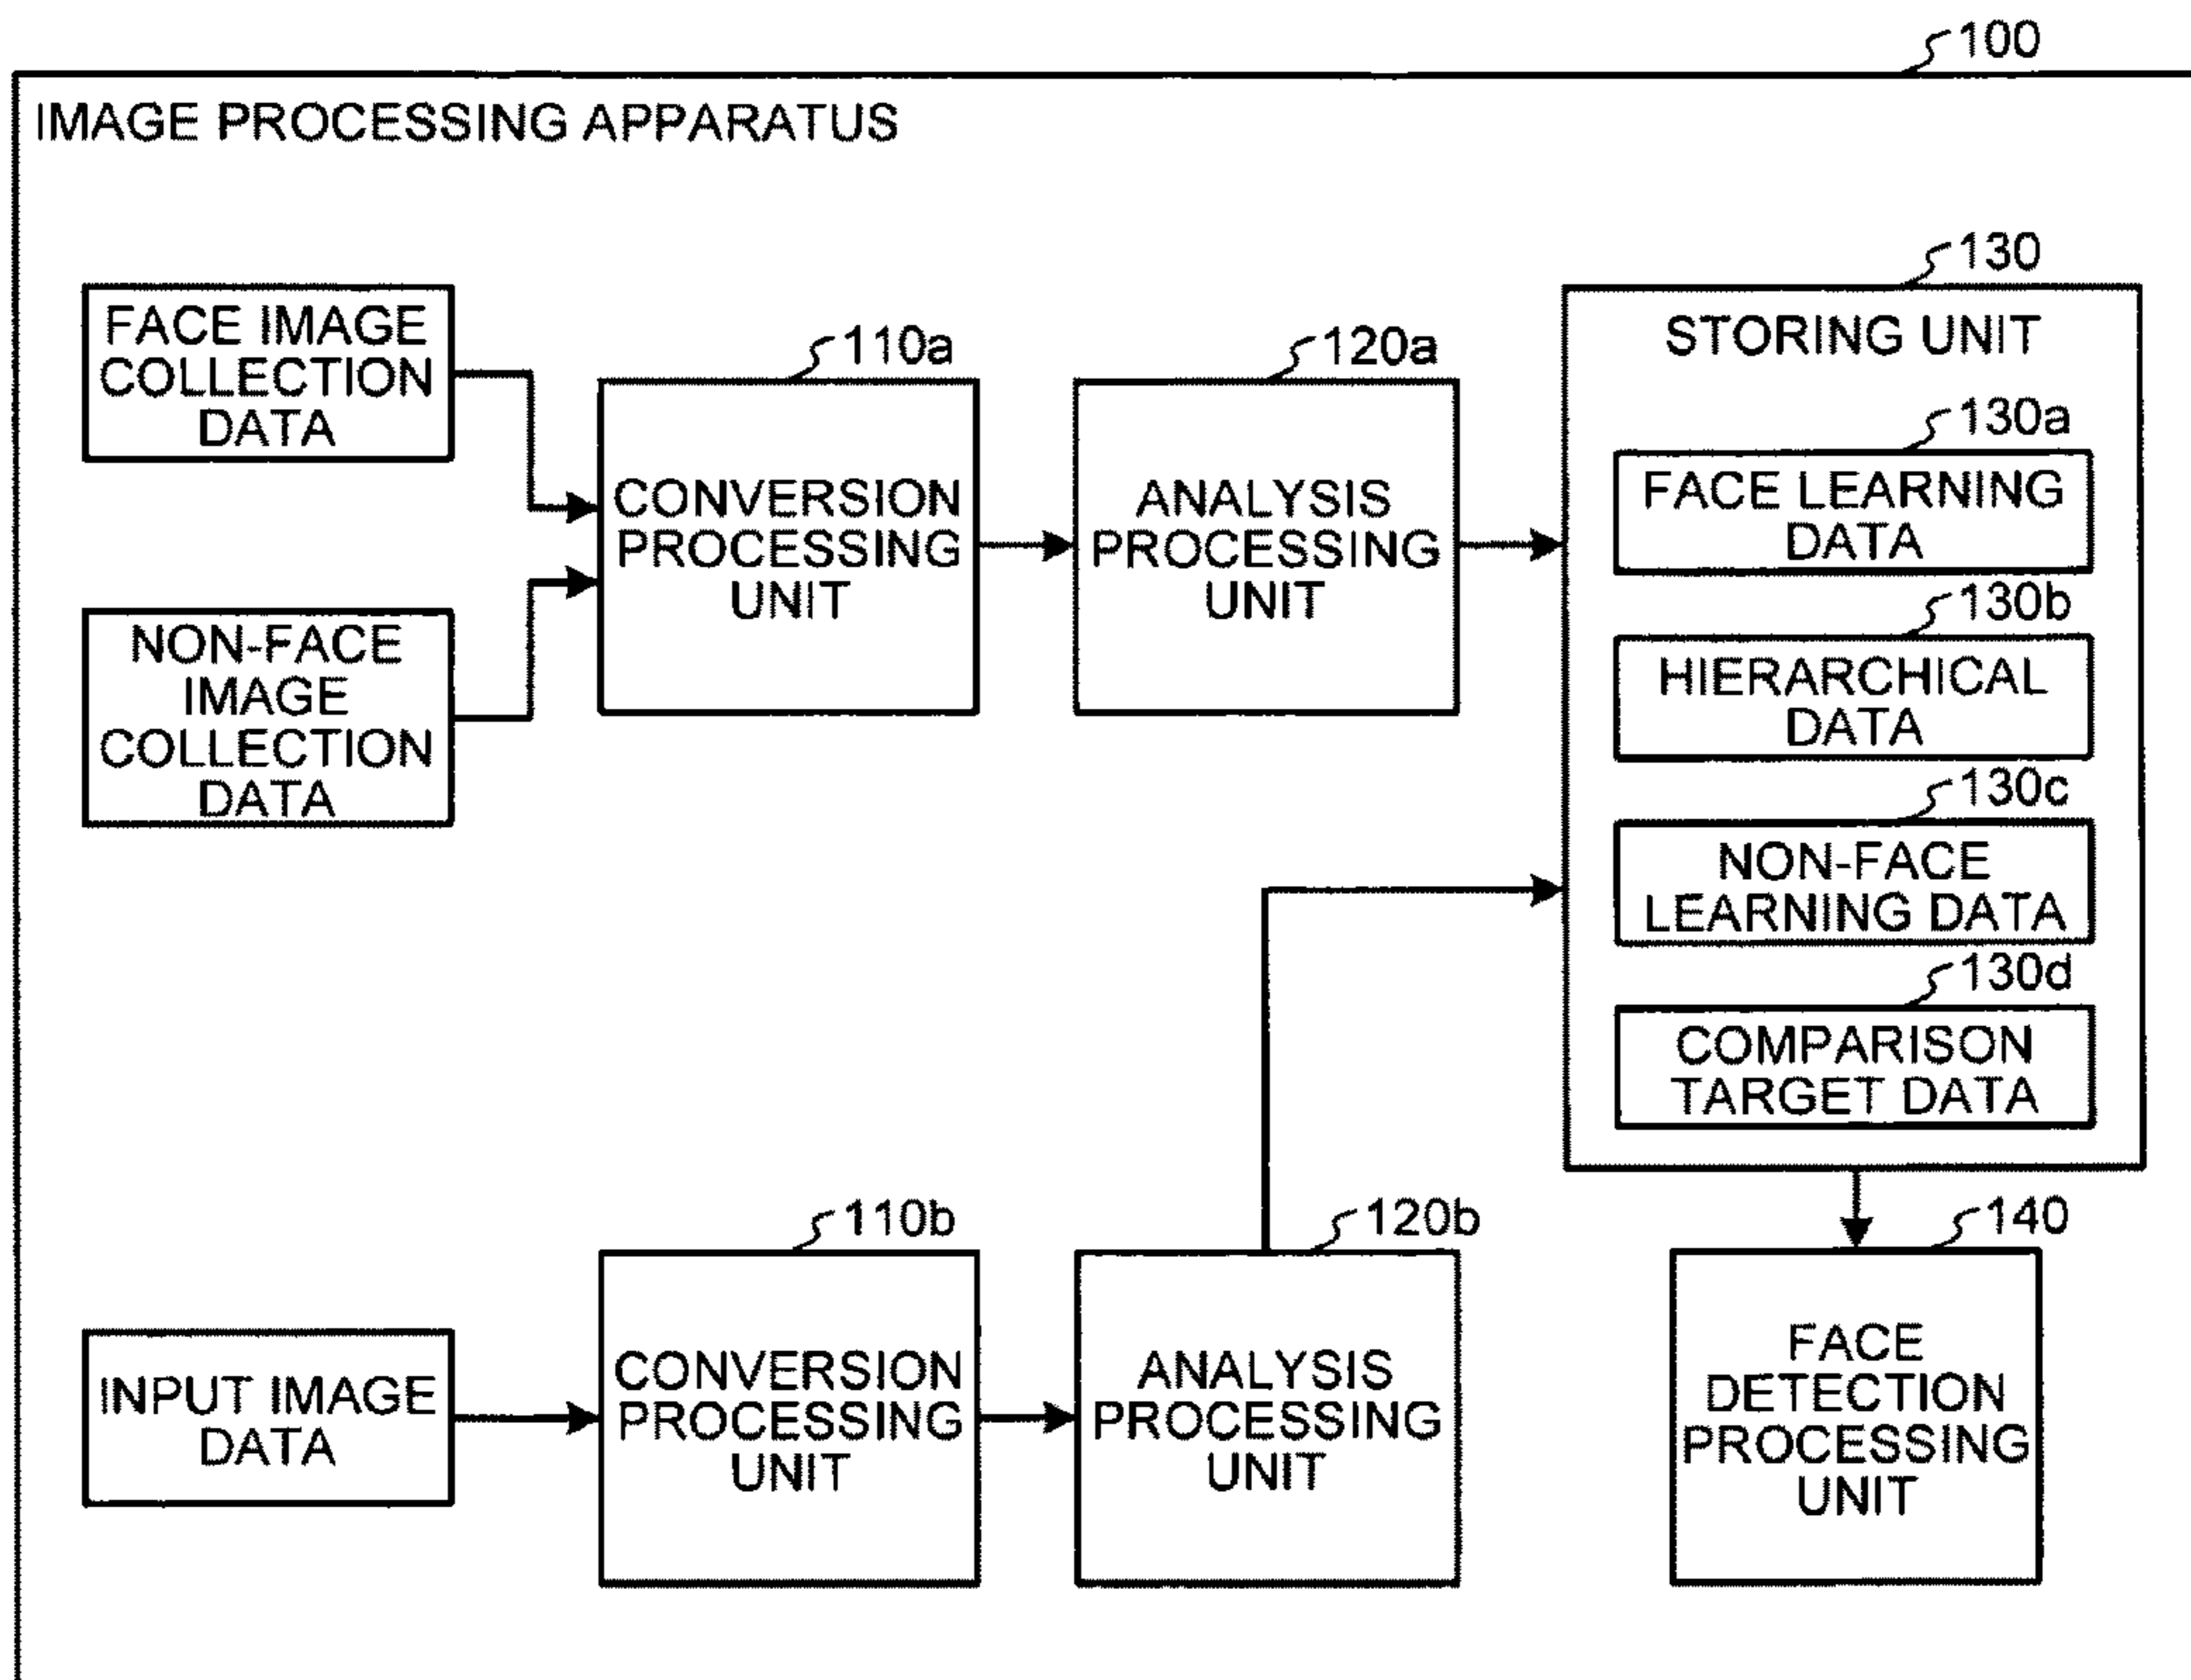 100
IMAGE PROCESSING APPARATUS
FACE IMAGE
COLLECTION
DATA
NON-FACE
IMAGE
COLLECTION
DATA
110a
CONVERSION
PROCESSING
UNIT
120a
ANALYSIS
PROCESSING
UNIT
130
STORING UNIT
130a
FACE LEARNING
DATA
130b
HIERARCHICAL
DATA
130c
NON-FACE
LEARNING DATA
130d
COMPARISON
TARGET DATA
INPUT IMAGE
DATA
110b
CONVERSION
PROCESSING
UNIT
120b
ANALYSIS
PROCESSING
UNIT
140
FACE
DETECTION
PROCESSING
UNIT